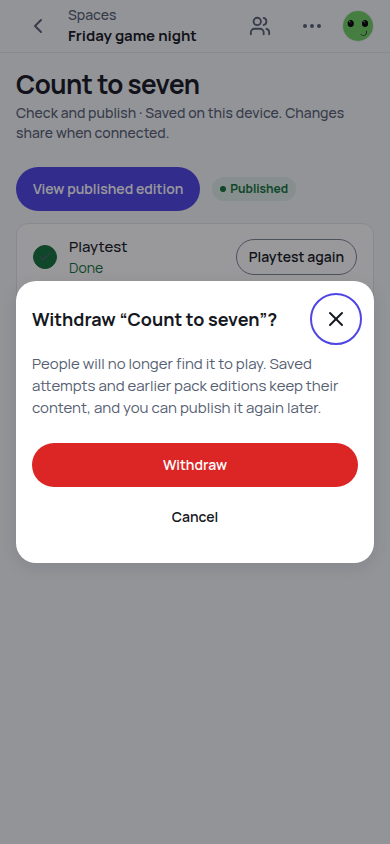 Spaces
Friday game night
Count to seven
Check and publish · Saved on this device. Changes
share when connected.
View published edition
Published
Playtest
Done
Playtest again
Withdraw “Count to seven”?
People will no longer find it to play. Saved
attempts and earlier pack editions keep their
content, and you can publish it again later.
Withdraw
Cancel